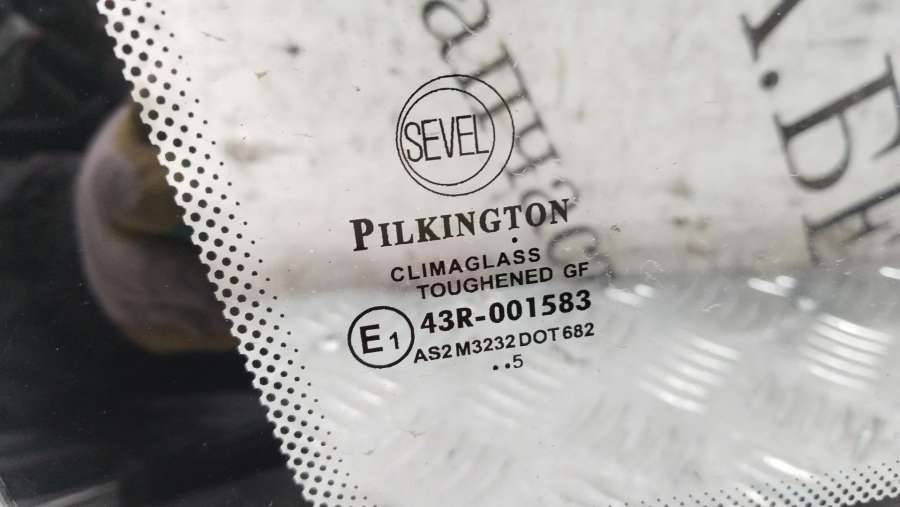 SEVEL
PILKINGTON
CLIMAGLASS
TOUGHENED GF
E1 43R-001583
AS2 M3232 DOT 682
..5